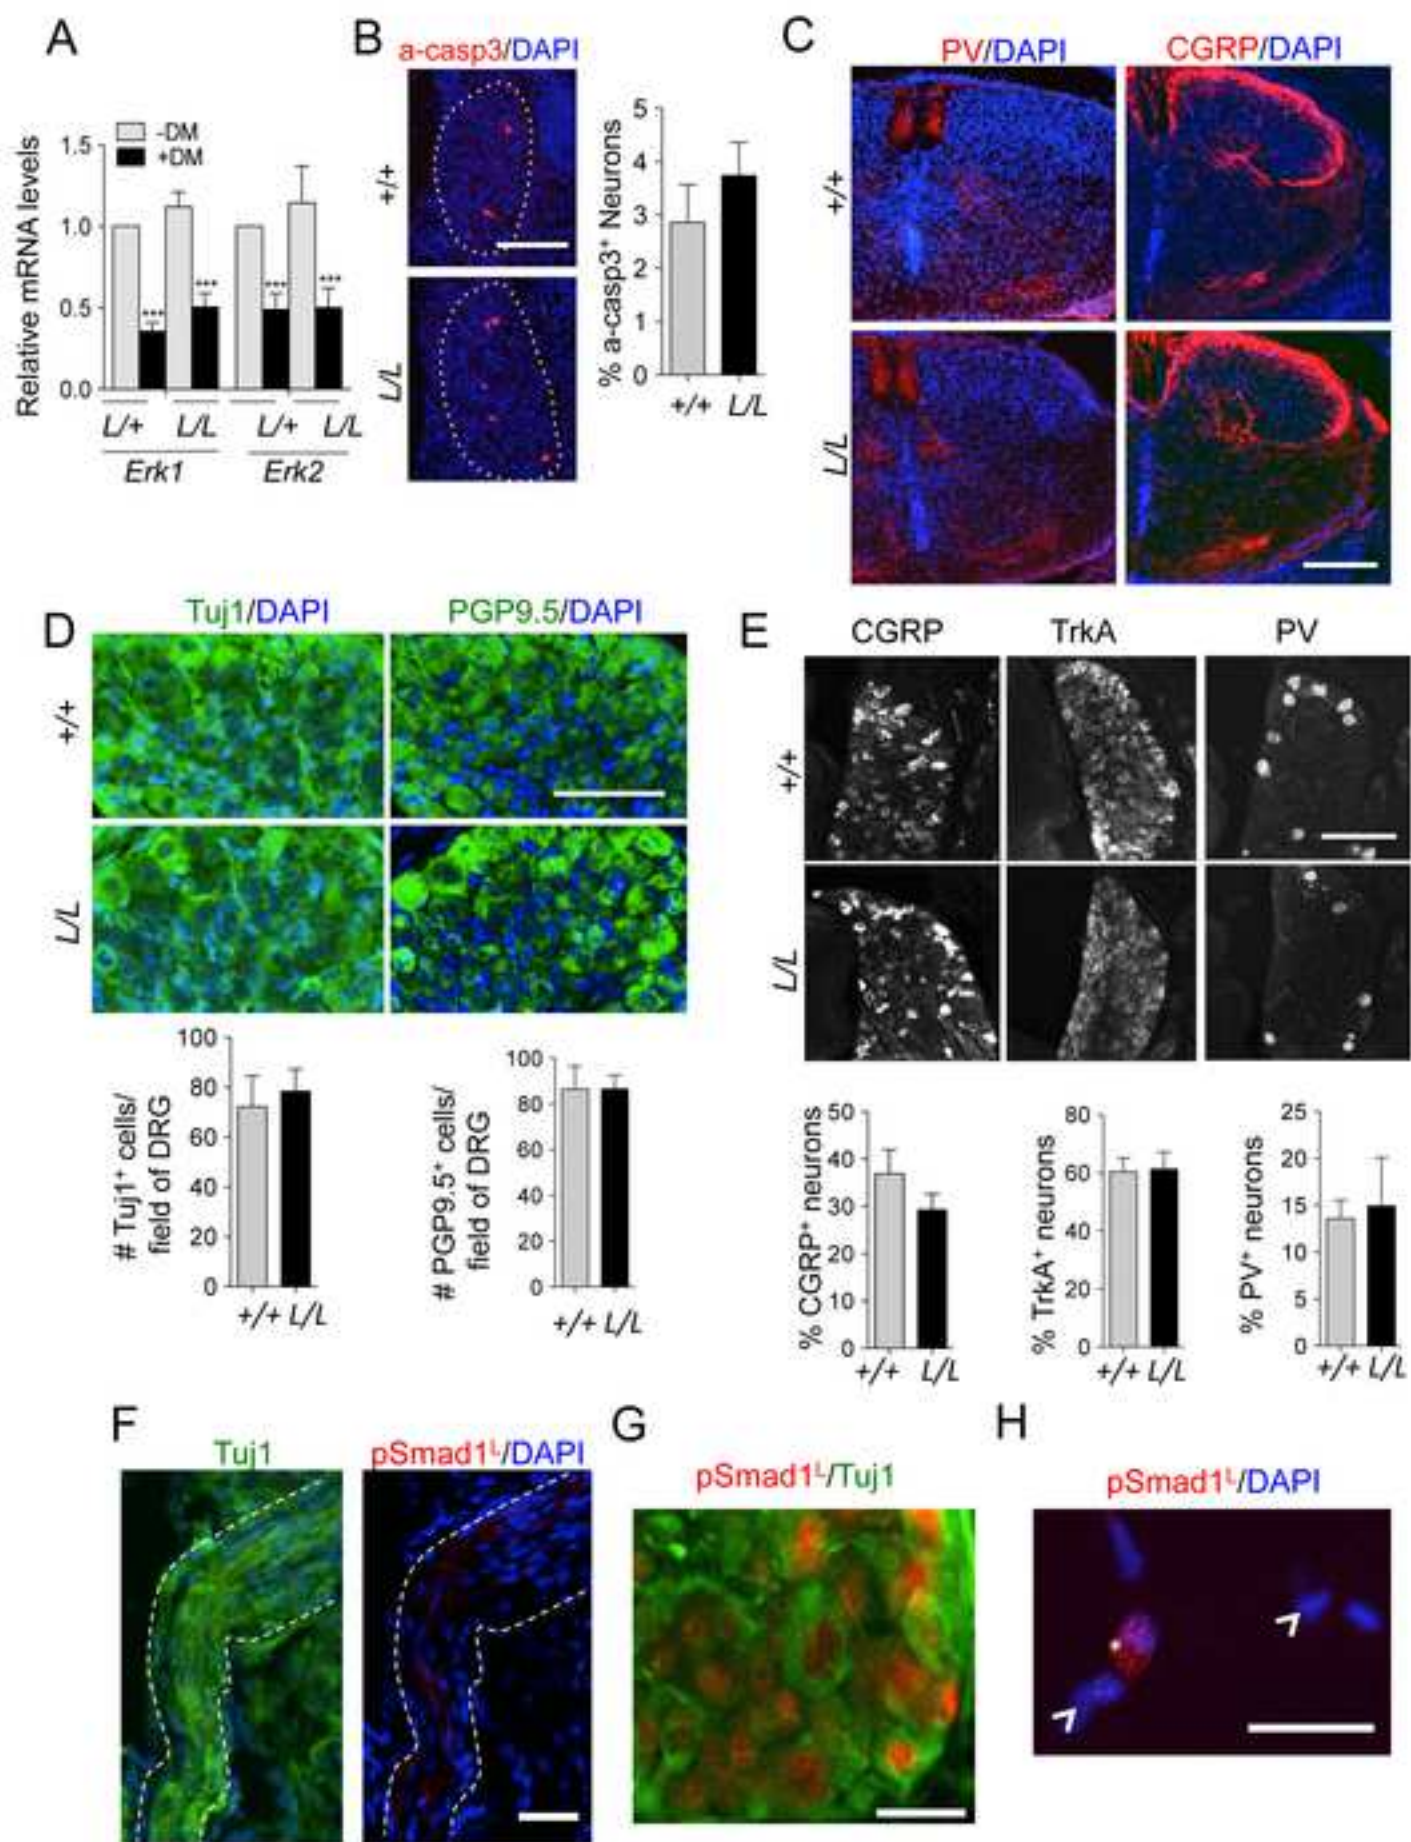 A
Relative mRNA levels
-DM
+DM
1.5
1.0
0.5
0.0
***
***
***
***
L/+
L/L
L/+
L/L
Erk1
Erk2
B
a-casp3/DAPI
+/+
L/L
% a-casp3⁺ Neurons
5
4
3
2
1
0
+/+
L/L
C
PV/DAPI
CGRP/DAPI
+/+
L/L
D
Tuj1/DAPI
PGP9.5/DAPI
+/+
L/L
# Tuj1⁺ cells/
field of DRG
100
80
60
40
20
0
+/+ L/L
# PGP9.5⁺ cells/
field of DRG
100
80
60
40
20
0
+/+ L/L
E
CGRP
TrkA
PV
+/+
L/L
% CGRP⁺ neurons
50
40
30
20
10
0
+/+ L/L
% TrkA⁺ neurons
80
60
40
20
0
+/+ L/L
% PV⁺ neurons
25
20
15
10
5
0
+/+ L/L
F
Tuj1
pSmad1ᴸ/DAPI
G
pSmad1ᴸ/Tuj1
H
pSmad1ᴸ/DAPI
*